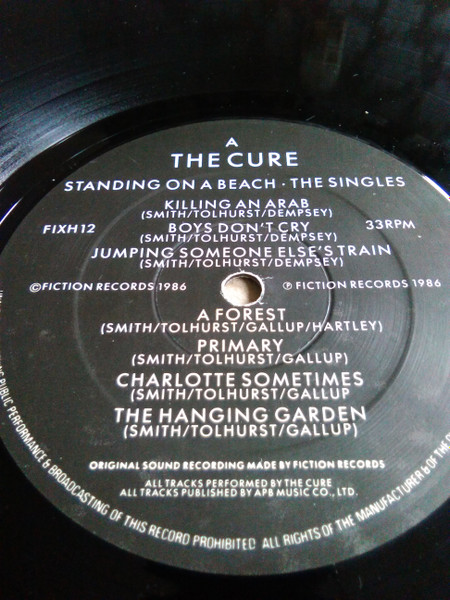 A
THE CURE
STANDING ON A BEACH · THE SINGLES
KILLING AN ARAB
(SMITH/TOLHURST/DEMPSEY)
FIXH12
BOYS DON'T CRY
33RPM
(SMITH/TOLHURST/DEMPSEY)
JUMPING SOMEONE ELSE'S TRAIN
(SMITH/TOLHURST/DEMPSEY)
©FICTION RECORDS 1986
℗ FICTION RECORDS 1986
A FOREST
(SMITH/TOLHURST/GALLUP/HARTLEY)
PRIMARY
(SMITH/TOLHURST/GALLUP)
CHARLOTTE SOMETIMES
(SMITH/TOLHURST/GALLUP
THE HANGING GARDEN
(SMITH/TOLHURST/GALLUP)
ORIGINAL SOUND RECORDING MADE BY FICTION RECORDS
ALL TRACKS PERFORMED BY THE CURE
ALL TRACKS PUBLISHED BY APB MUSIC CO., LTD.
PUBLIC PERFORMANCE & BROADCASTING OF THIS RECORD PROHIBITED ALL RIGHTS OF THE MANUFACTURER & OF THE